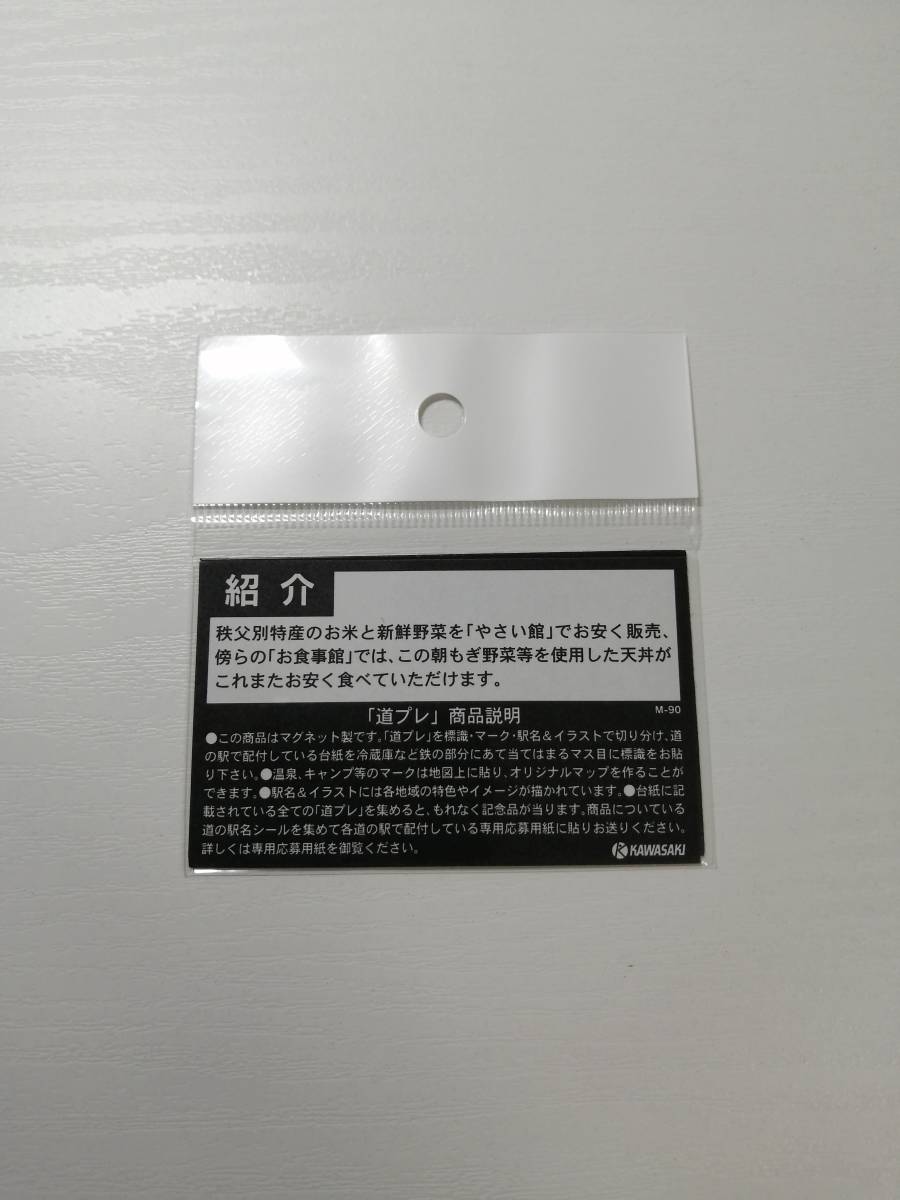 紹介
秩父別特産のお米と新鮮野菜を「やさい館」でお安く販売、
傍らの「お食事館」では、この朝もぎ野菜等を使用した天丼が
これまたお安く食べていただけます。
M-90
「道プレ」商品説明
●この商品はマグネット製です。「道プレ」を標識・マーク・駅名&イラストで切り分け、道
の駅で配付している台紙を冷蔵庫など鉄の部分にあて当てはまるマス目に標識をお貼
り下さい。●温泉、キャンプ等のマークは地図上に貼り、オリジナルマップを作ることが
できます。●駅名&イラストには各地域の特色やイメージが描かれています。●台紙に記
載されている全ての「道プレ」を集めると、もれなく記念品が当ります。商品についている
道の駅名シールを集めて各道の駅で配付している専用応募用紙に貼りお送りください。
詳しくは専用応募用紙を御覧ください。
KAWASAKI